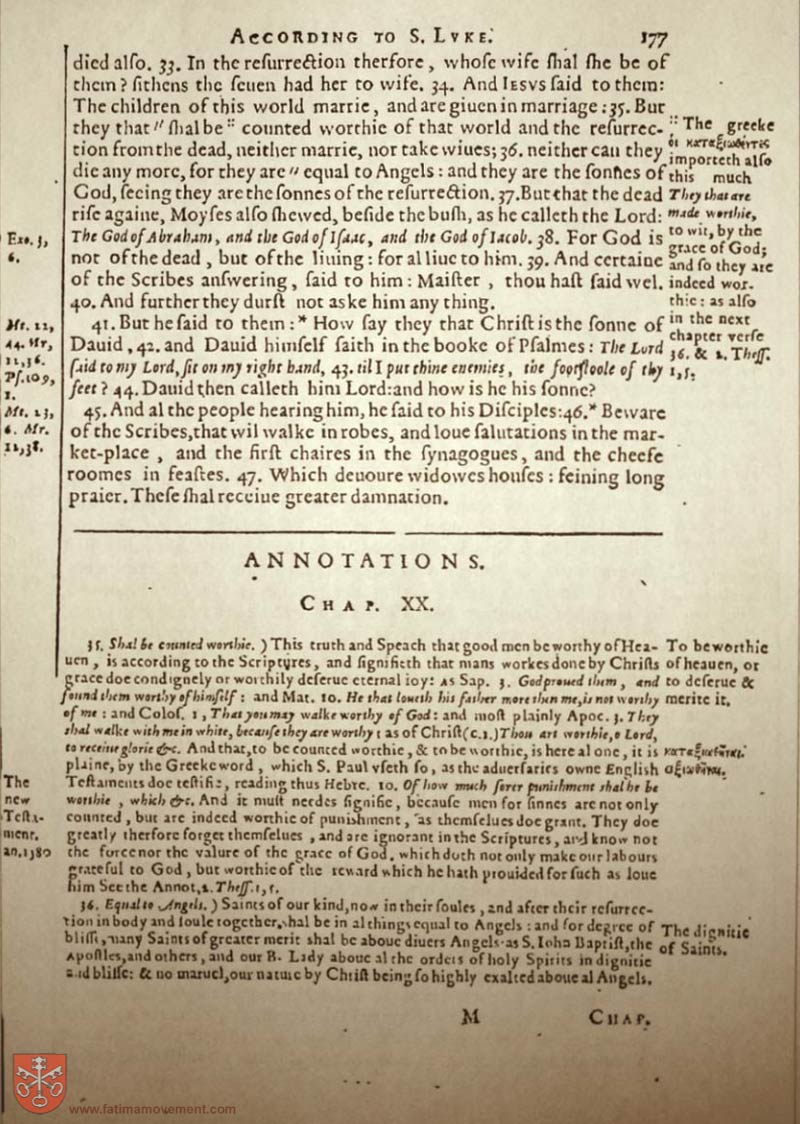 ACCORDING TO S. LVKE. 177
died alſo. 33. In the reſurrection therfore, whoſe wife ſhal ſhe be of
them? ſithens the ſeuen had her to wife. 34. And IESVS ſaid to them:
The children of this world marrie, and are giuen in marriage: 35. But
they that " ſhal be :: counted worthie of that world and the reſurrec-
tion from the dead, neither marrie, nor take wiues; 36. neither can they
die any more, for they are " equal to Angels: and they are the ſonnes of
God, ſeeing they are the ſonnes of the reſurrection. 37. But that the dead
riſe againe, Moyſes alſo ſhewed, beſide the buſh, as he calleth the Lord:
The God of Abraham, and the God of Iſaac, and the God of Iacob. 38. For God is
not of the dead, but of the liuing: for al liue to him. 39. And certaine
of the Scribes anſwering, ſaid to him: Maiſter, thou haſt ſaid wel.
40. And further they durſt not aske him any thing.
41. But he ſaid to them: * How ſay they that Chriſt is the ſonne of
Dauid, 42. and Dauid himſelf ſaith in the booke of Pſalmes: The Lord
ſaid to my Lord, ſit on my right hand, 43. til I put thine enemies, the footſtoole of thy
feet? 44. Dauid then calleth him Lord: and how is he his ſonne?
45. And al the people hearing him, he ſaid to his Diſciples: 46. * Beware
of the Scribes, that wil walke in robes, and loue ſalutations in the mar-
ket-place, and the firſt chaires in the ſynagogues, and the cheefe
roomes in feaſtes. 47. Which deuoure widowes houſes: feining long
praier. Theſe ſhal receiue greater damnation.
Exo. 3,
6.
Mt. 22,
44. Mr,
12, 36.
Pſ. 109,
1.
Mt. 23,
6. Mr.
12, 38.
:: The greeke
οἱ καταξιωθέντες
importeth alſo
this much
They that are
made worthie,
to wit, by the
grace of God;
and ſo they are
indeed wor-
thie: as alſo
in the next
chapter verſe
36. & 2. Theſſ.
1, 5.
ANNOTATIONS.
CHAP. XX.
35. Shal be counted worthie.) This truth and Speach that good men be worthy of Hea-
uen, is according to the Scriptures, and ſignifieth that mans workes done by Chriſts
grace doe condignely or worthily deſerue eternal ioy: as Sap. 3. God proued them, and
found them worthy of himſelf: and Mat. 10. He that loueth his father more than me, is not worthy
of me: and Coloſ. 1, That you may walke worthy of God: and moſt plainly Apoc. 3. They
ſhal walke with me in white, becauſe they are worthy: as of Chriſt (c.1.) Thou art worthie, o Lord,
to receiue glorie &c. And that, to be counted worthie, & to be worthie, is here al one, it is
plaine, by the Greeke word, which S. Paul vſeth ſo, as the aduerſaries owne Engliſh
Teſtaments doe teſtifie, reading thus Hebre. 10. Of how much ſorer puniſhment ſhal he be
worthie, which &c. And it muſt needes ſignifie, becauſe men for ſinnes are not only
counted, but are indeed worthie of puniſhment, as themſelues doe grant. They doe
greatly therfore forget themſelues, and are ignorant in the Scriptures, and know not
the force nor the valure of the grace of God, which doth not only make our labours
grateful to God, but worthie of the reward which he hath prouided for ſuch as loue
him See the Annot, 2. Theſſ. 1, 5.
36. Equal to Angels.) Saints of our kind, now in their ſoules, and after their reſurrec-
tion in body and ſoule together, ſhal be in al things equal to Angels: and for degree of
bliſſe, many Saints of greater merit ſhal be aboue diuers Angels: as S. Iohn Baptiſt, the
Apoſtles, and others, and our B. Lady aboue al the orders of holy Spirits in dignitie
and bliſſe: & no maruel, our nature by Chriſt being ſo highly exalted aboue al Angels.
To be worthie
of heauen, or
to deſerue &
merite it.
καταξιωθῆναι.
ἀξιωθῆναι.
The
new
Teſta-
ment.
an. 1580
The dignitie
of Saints.
M CHAP.
www.fatimamovement.com